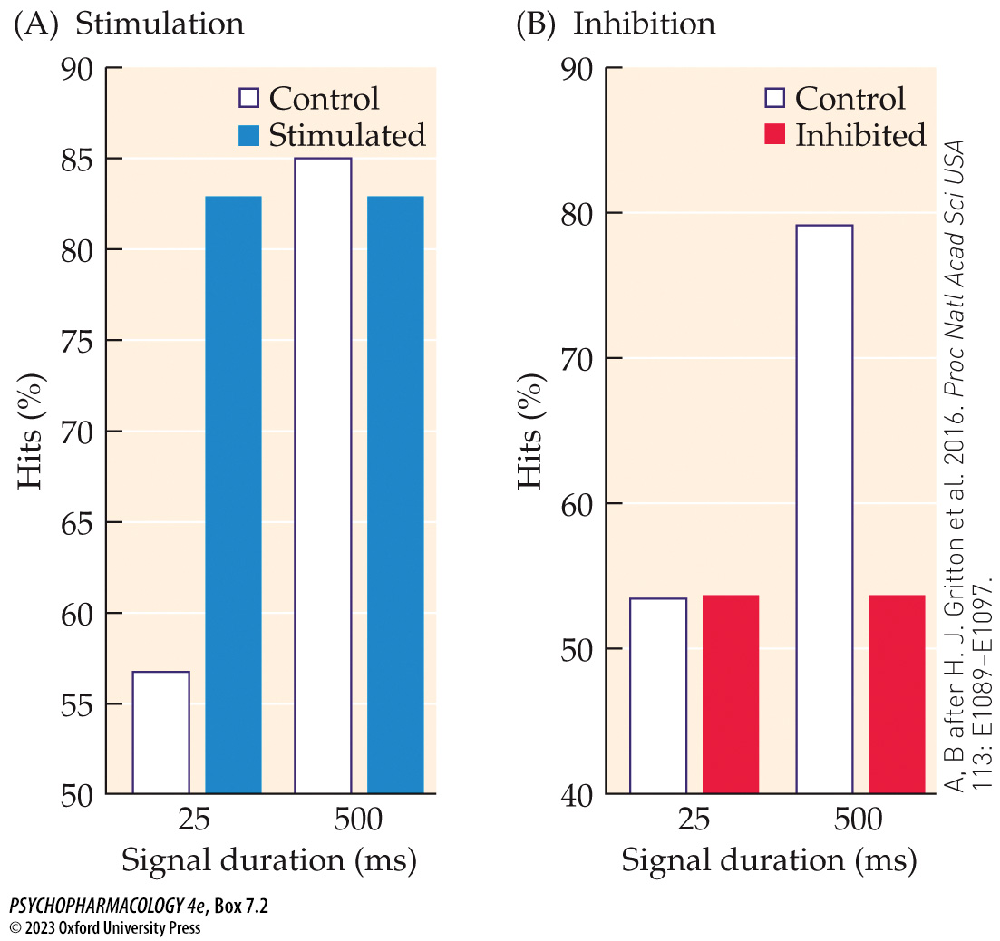 (A) Stimulation
90
85
80
75
70
65
60
55
50
Hits (%)
Control
Stimulated
25 500
Signal duration (ms)
(B) Inhibition
90
80
70
60
50
40
Hits (%)
Control
Inhibited
25 500
Signal duration (ms)
A, B after H. J. Gritton et al. 2016. Proc Natl Acad Sci USA
113: E1089–E1097.
PSYCHOPHARMACOLOGY 4e, Box 7.2
© 2023 Oxford University Press